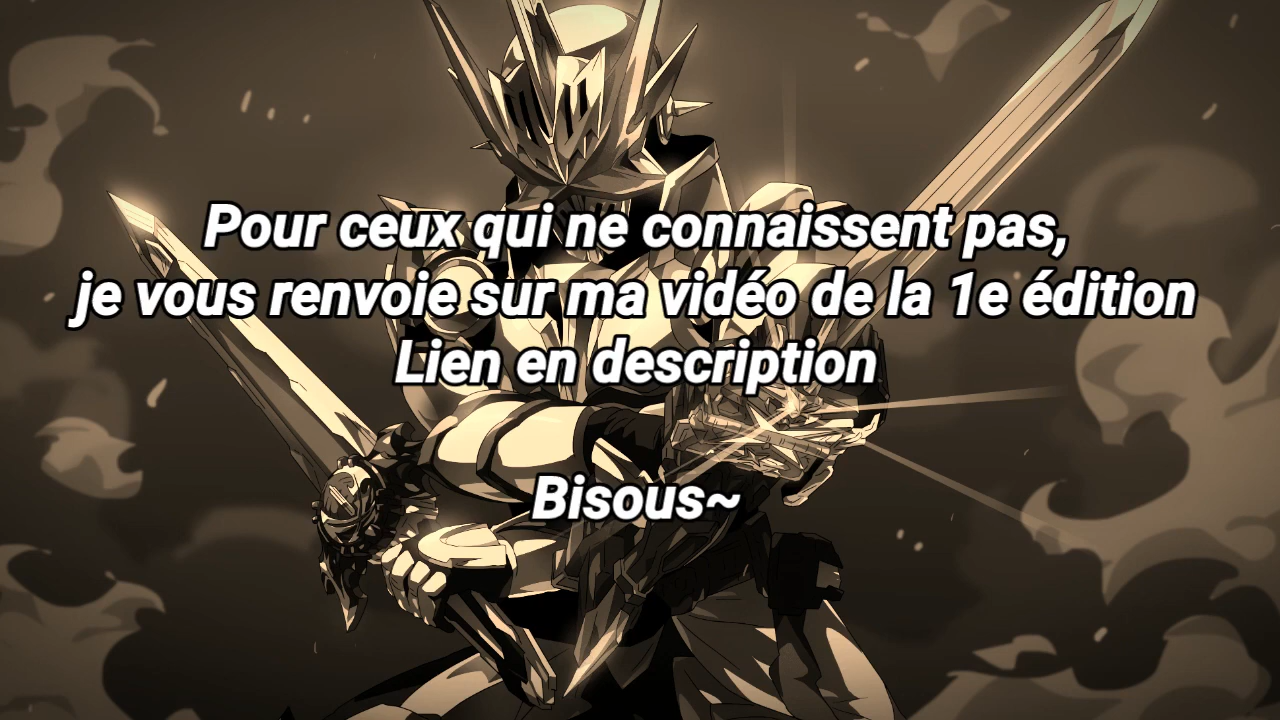 Pour ceux qui ne connaissent pas,
je vous renvoie sur ma vidéo de la 1e édition
Lien en description
Bisous~